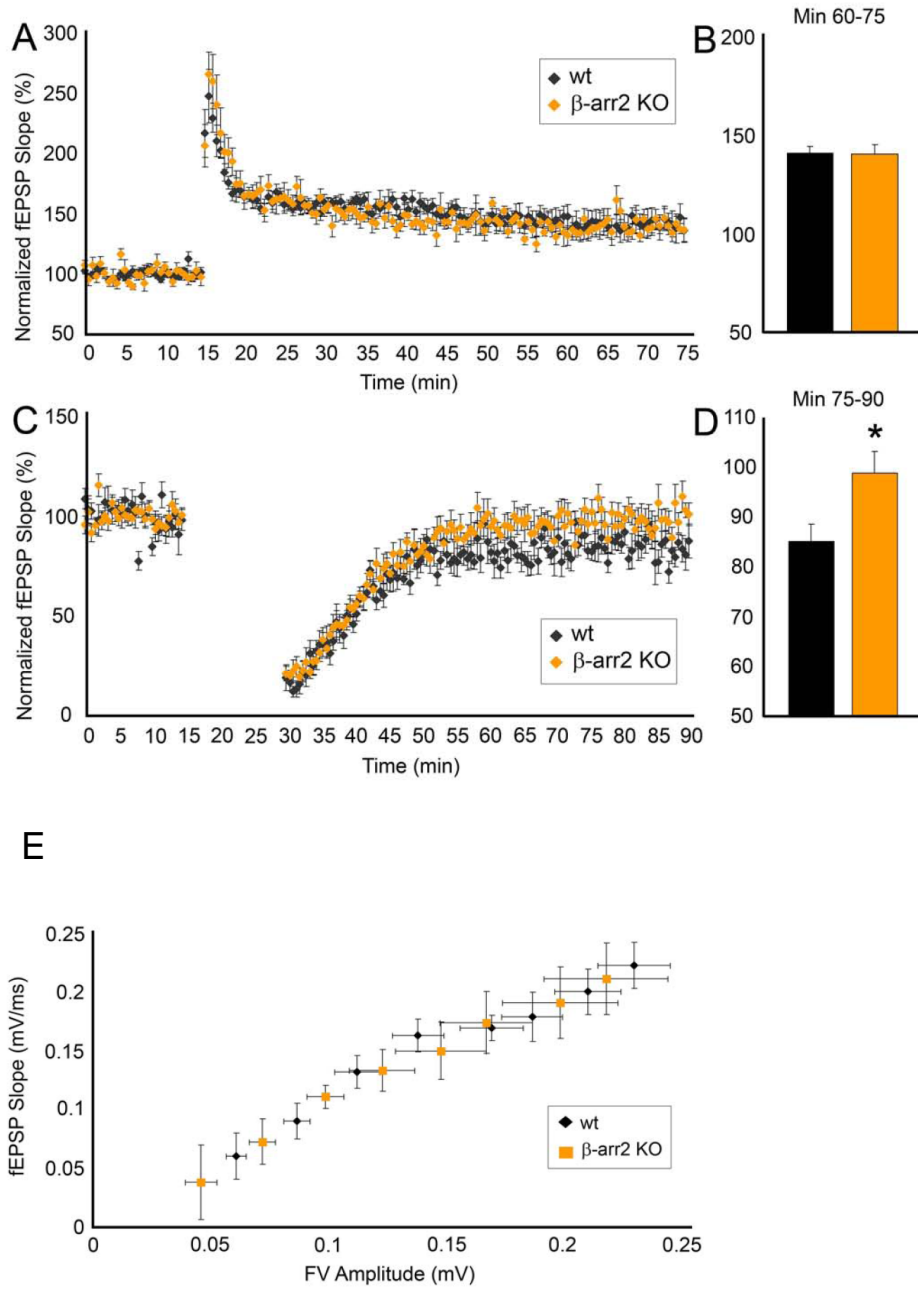 A
Normalized fEPSP Slope (%)
300
250
200
150
100
50
wt
β-arr2 KO
0 5 10 15 20 25 30 35 40 45 50 55 60 65 70 75
Time (min)
B
Min 60-75
200
150
100
50
C
Normalized fEPSP Slope (%)
150
100
50
0
wt
β-arr2 KO
0 5 10 15 20 25 30 35 40 45 50 55 60 65 70 75 80 85 90
Time (min)
D
Min 75-90
110
100
90
80
70
60
50
*
E
fEPSP Slope (mV/ms)
0.25
0.2
0.15
0.1
0.05
0
wt
β-arr2 KO
0 0.05 0.1 0.15 0.2 0.25
FV Amplitude (mV)